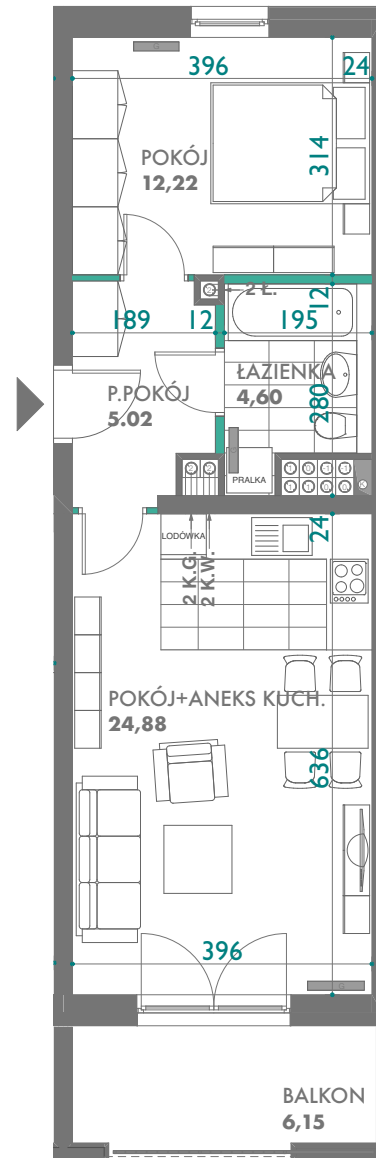 396
24
POKÓJ
12,22
314
2 Ł.
12
189
12
195
ŁAZIENKA
4,60
280
P.POKÓJ
5.02
PRALKA
24
LODÓWKA
2 K.G.
2 K.W.
POKÓJ+ANEKS KUCH.
24,88
636
396
BALKON
6,15